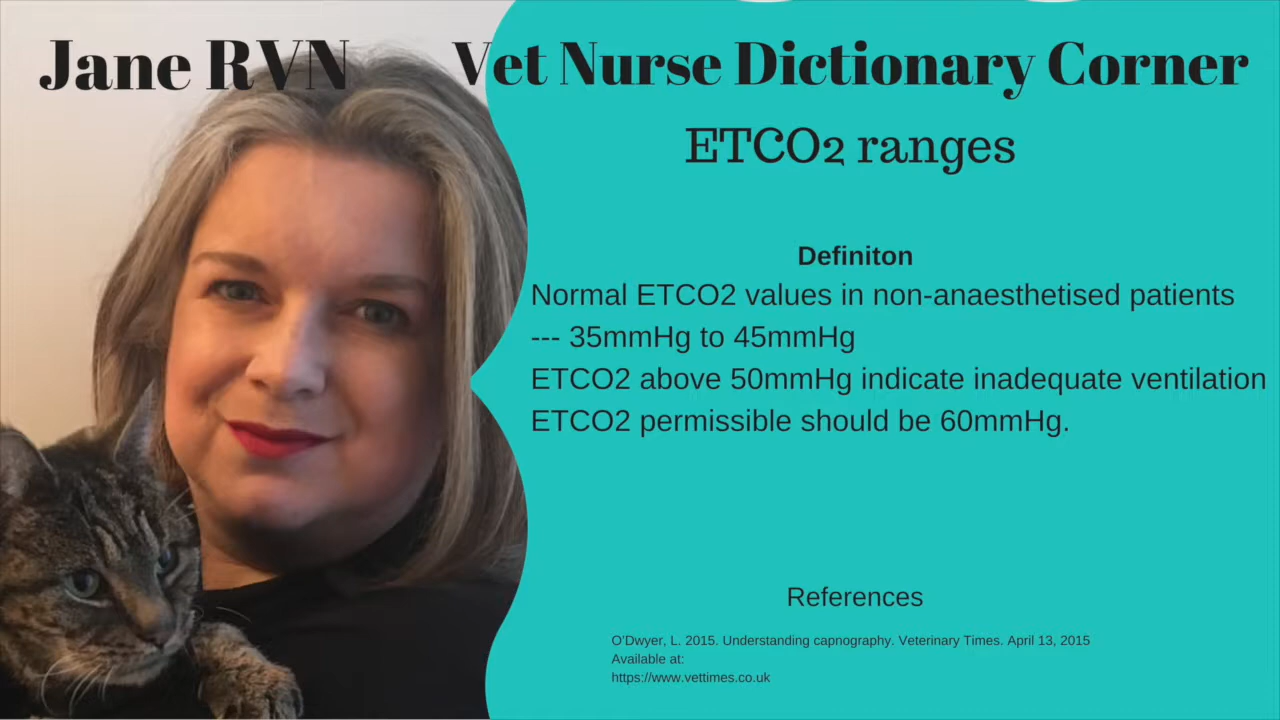 Jane RVN
Vet Nurse Dictionary Corner
ETCO2 ranges
Definiton
Normal ETCO2 values in non-anaesthetised patients
--- 35mmHg to 45mmHg
ETCO2 above 50mmHg indicate inadequate ventilation
ETCO2 permissible should be 60mmHg.
References
O'Dwyer, L. 2015. Understanding capnography. Veterinary Times. April 13, 2015
Available at:
https://www.vettimes.co.uk